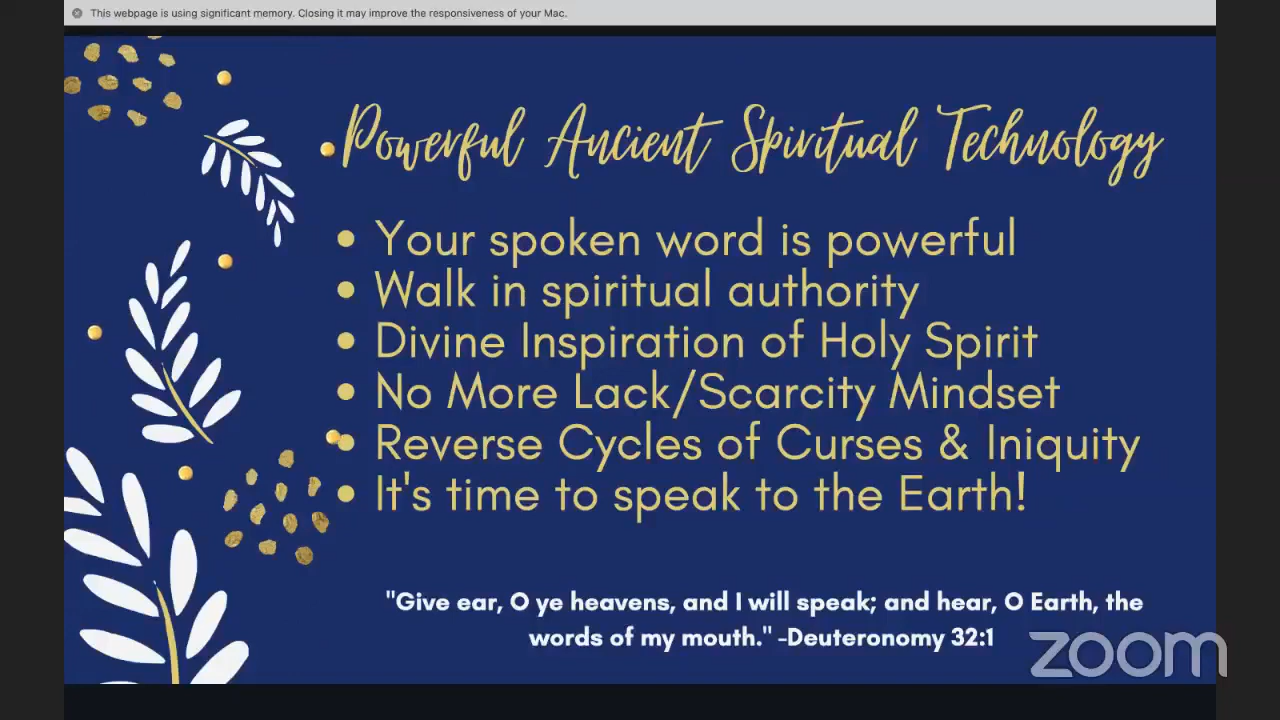 This webpage is using significant memory. Closing it may improve the responsiveness of your Mac.
Powerful Ancient Spiritual Technology
• Your spoken word is powerful
• Walk in spiritual authority
• Divine Inspiration of Holy Spirit
• No More Lack/Scarcity Mindset
• Reverse Cycles of Curses & Iniquity
• It's time to speak to the Earth!
"Give ear, O ye heavens, and I will speak; and hear, O Earth, the
words of my mouth." -Deuteronomy 32:1
zoom